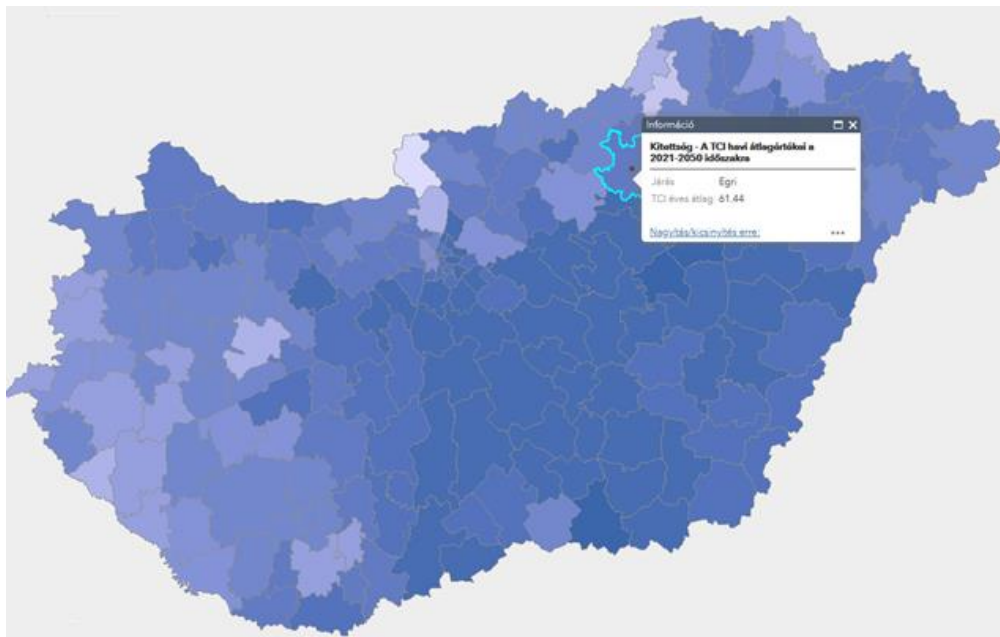 Információ
Kitettség - A TCI havi átlagértékei a
2021-2050 időszakra
Járás Egri
TCI éves átlag 61.44
Nagyítás/kicsinyítés erre: